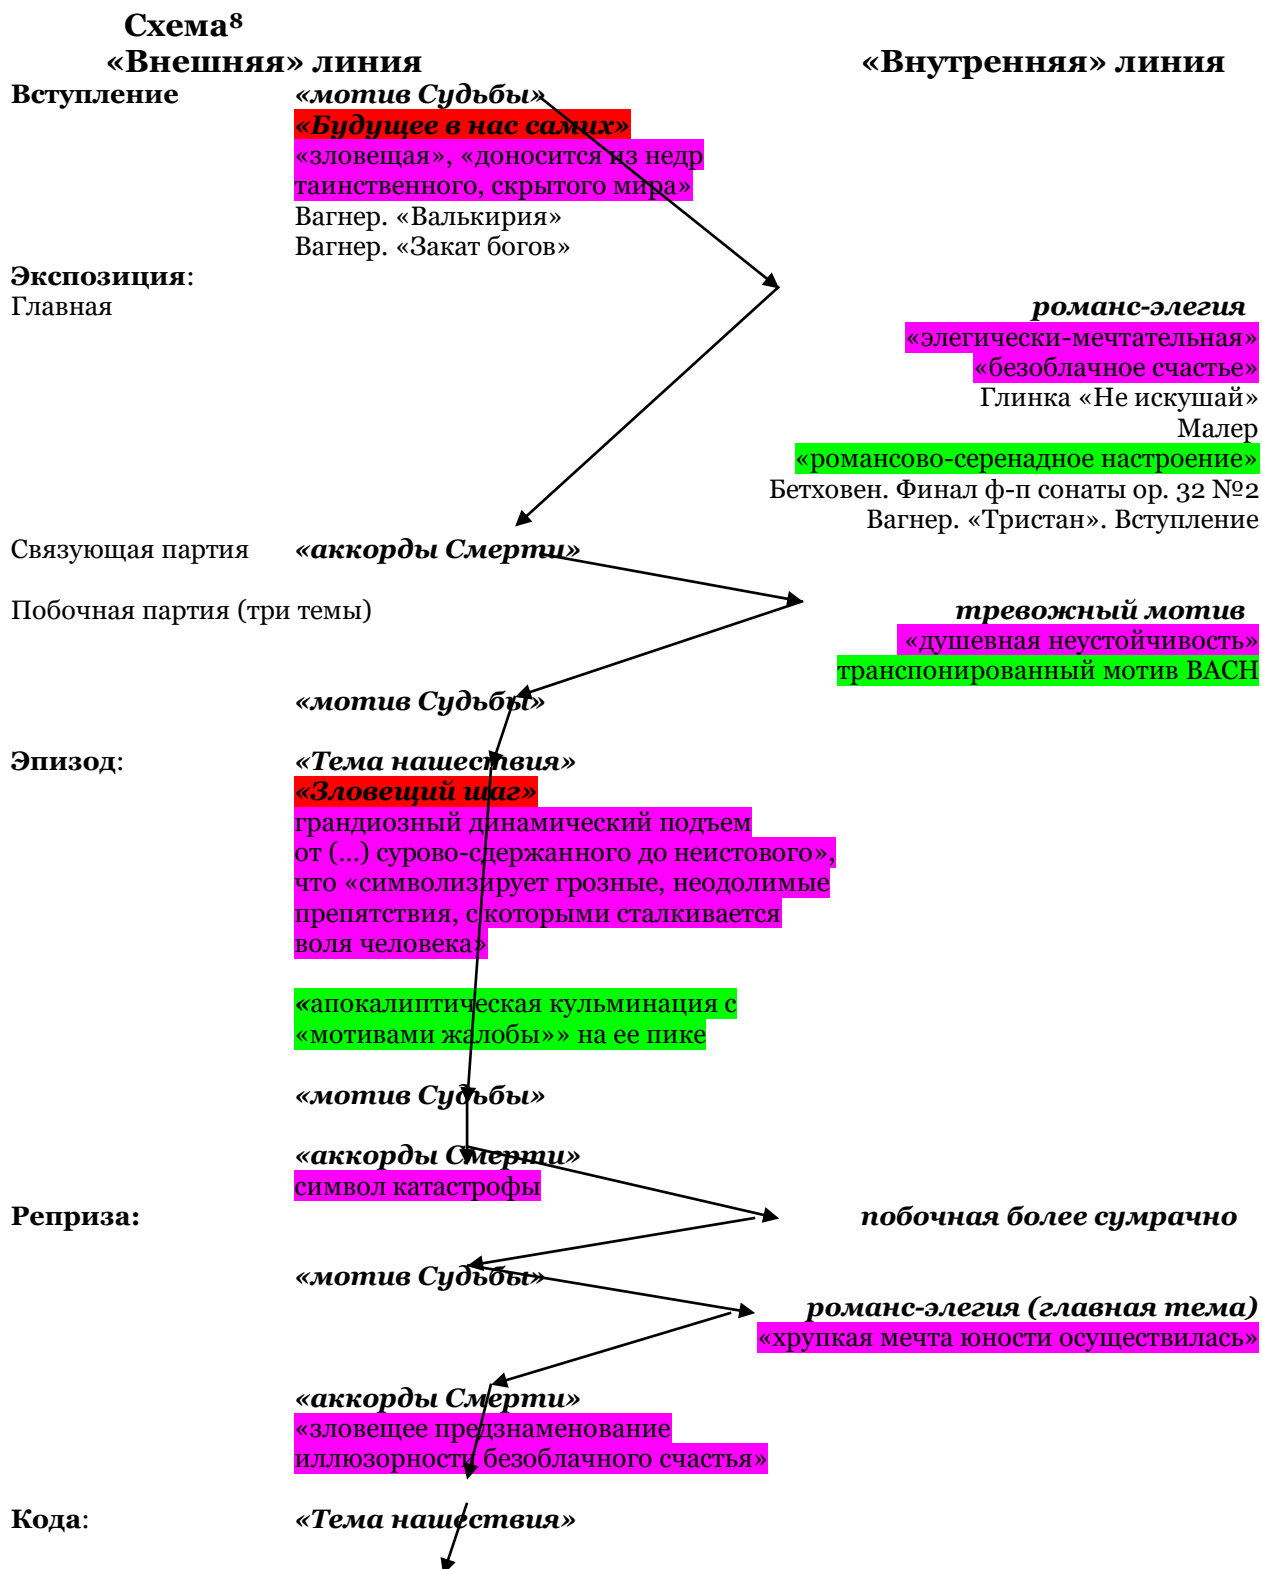 Схема⁸
«Внешняя» линия «Внутренняя» линия
Вступление «мотив Судьбы»
«Будущее в нас самих»
«зловещая», «доносится из недр
таинственного, скрытого мира»
Вагнер. «Валькирия»
Вагнер. «Закат богов»
Экспозиция:
Главная романс-элегия
«элегически-мечтательная»
«безоблачное счастье»
Глинка «Не искушай»
Малер
«романсово-серенадное настроение»
Бетховен. Финал ф-п сонаты ор. 32 №2
Вагнер. «Тристан». Вступление
Связующая партия «аккорды Смерти»
Побочная партия (три темы) тревожный мотив
«душевная неустойчивость»
транспонированный мотив BACH
«мотив Судьбы»
Эпизод: «Тема нашествия»
«Зловещий шаг»
грандиозный динамический подъем
от (…) сурово-сдержанного до неистового»,
что «символизирует грозные, неодолимые
препятствия, с которыми сталкивается
воля человека»
«апокалиптическая кульминация с
«мотивами жалобы»» на ее пике
«мотив Судьбы»
«аккорды Смерти»
символ катастрофы
Реприза: побочная более сумрачно
«мотив Судьбы»
романс-элегия (главная тема)
«хрупкая мечта юности осуществилась»
«аккорды Смерти»
«зловещее предзнаменование
иллюзорности безоблачного счастья»
Кода: «Тема нашествия»